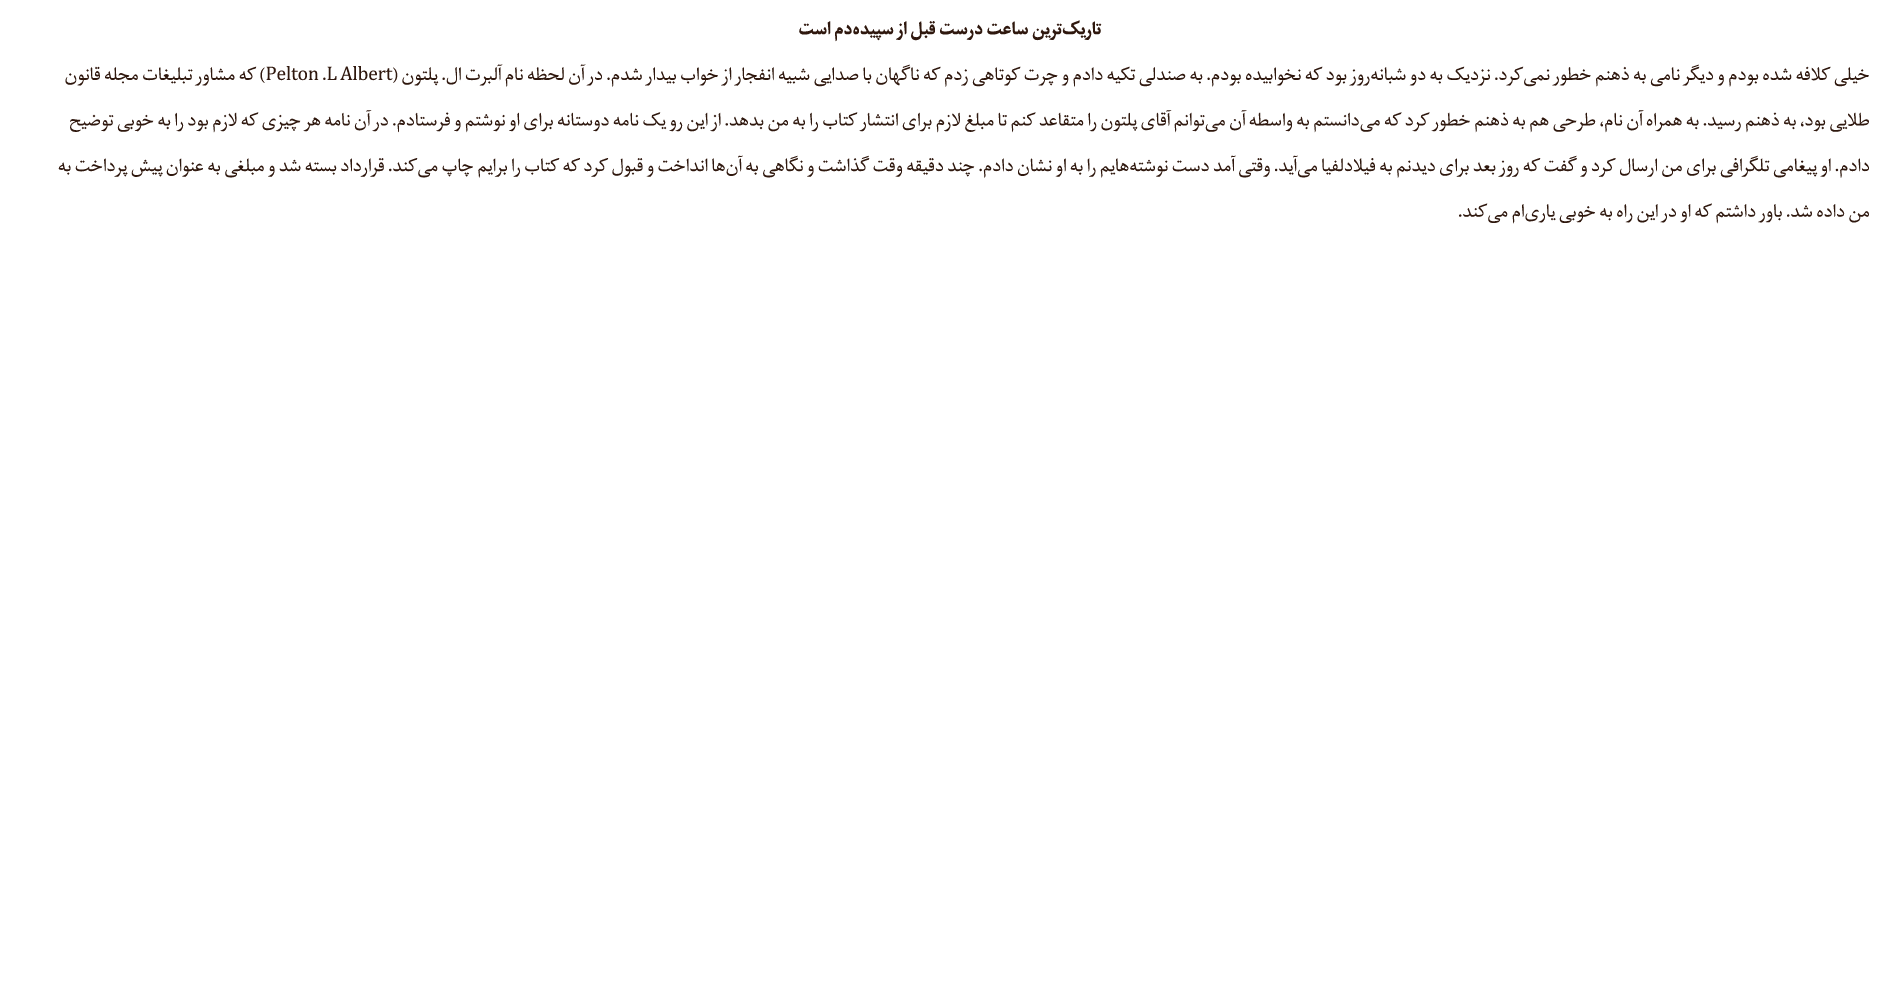 تاریک‌ترین ساعت درست قبل از سپیده‌دم است
خیلی کلافه شده بودم و دیگر نامی به ذهنم خطور نمی‌کرد. نزدیک به دو شبانه‌روز بود که نخوابیده بودم. به صندلی تکیه دادم و چرت کوتاهی زدم که ناگهان با صدایی شبیه انفجار از خواب بیدار شدم. در آن لحظه نام آلبرت ال. پلتون (Pelton .L Albert) که مشاور تبلیغات مجله قانون
طلایی بود، به ذهنم رسید. به همراه آن نام، طرحی هم به ذهنم خطور کرد که می‌دانستم به واسطه آن می‌توانم آقای پلتون را متقاعد کنم تا مبلغ لازم برای انتشار کتاب را به من بدهد. از این رو یک نامه دوستانه برای او نوشتم و فرستادم. در آن نامه هر چیزی که لازم بود را به خوبی توضیح
دادم. او پیغامی تلگرافی برای من ارسال کرد و گفت که روز بعد برای دیدنم به فیلادلفیا می‌آید. وقتی آمد دست نوشته‌هایم را به او نشان دادم. چند دقیقه وقت گذاشت و نگاهی به آن‌ها انداخت و قبول کرد که کتاب را برایم چاپ می‌کند. قرارداد بسته شد و مبلغی به عنوان پیش پرداخت به
من داده شد. باور داشتم که او در این راه به خوبی یاری‌ام می‌کند.